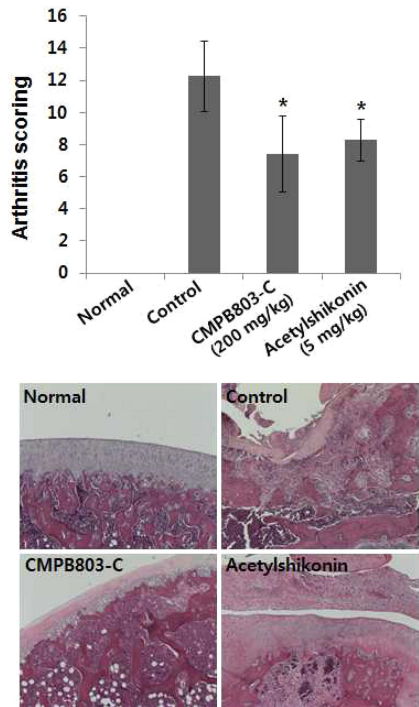 Arthritis scoring
16
14
12
10
8
6
4
2
0
*
*
Normal
Control
CMPB803-C
(200 mg/kg)
Acetylshikonin
(5 mg/kg)
Normal
Control
CMPB803-C
Acetylshikonin